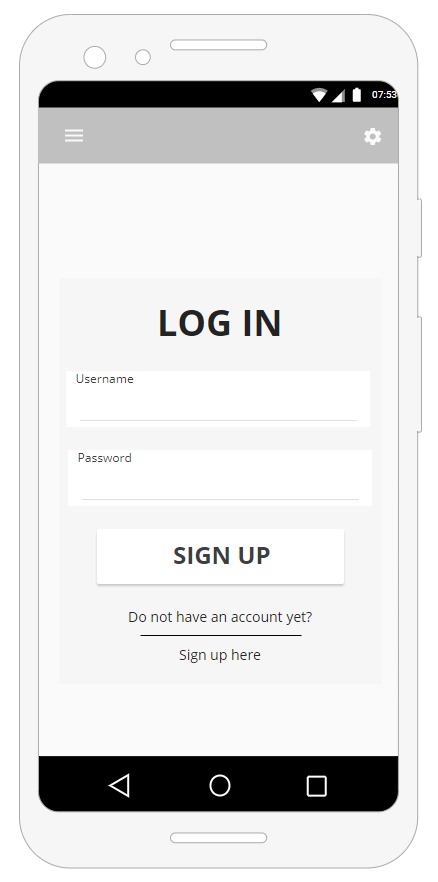 07:53
LOG IN
Username
Password
SIGN UP
Do not have an account yet?
Sign up here